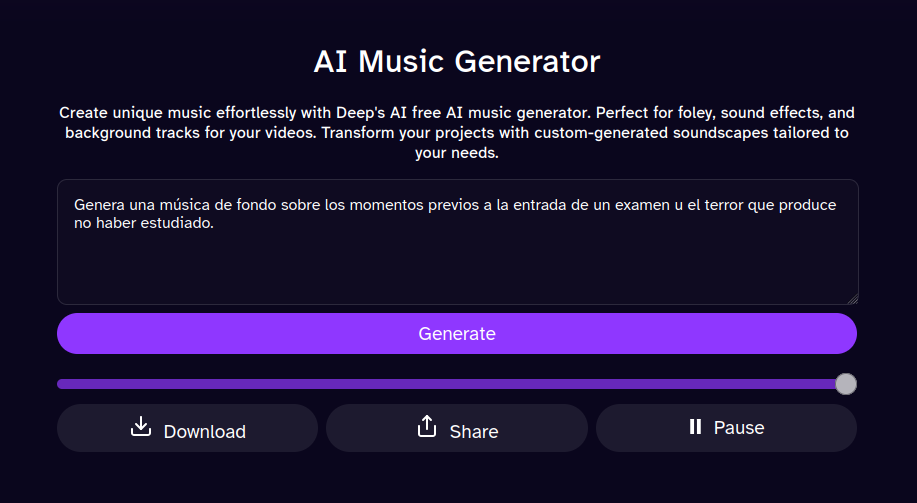 AI Music Generator
Create unique music effortlessly with Deep's AI free AI music generator. Perfect for foley, sound effects, and
background tracks for your videos. Transform your projects with custom-generated soundscapes tailored to
your needs.
Genera una música de fondo sobre los momentos previos a la entrada de un examen u el terror que produce
no haber estudiado.
Generate
Download
Share
Pause